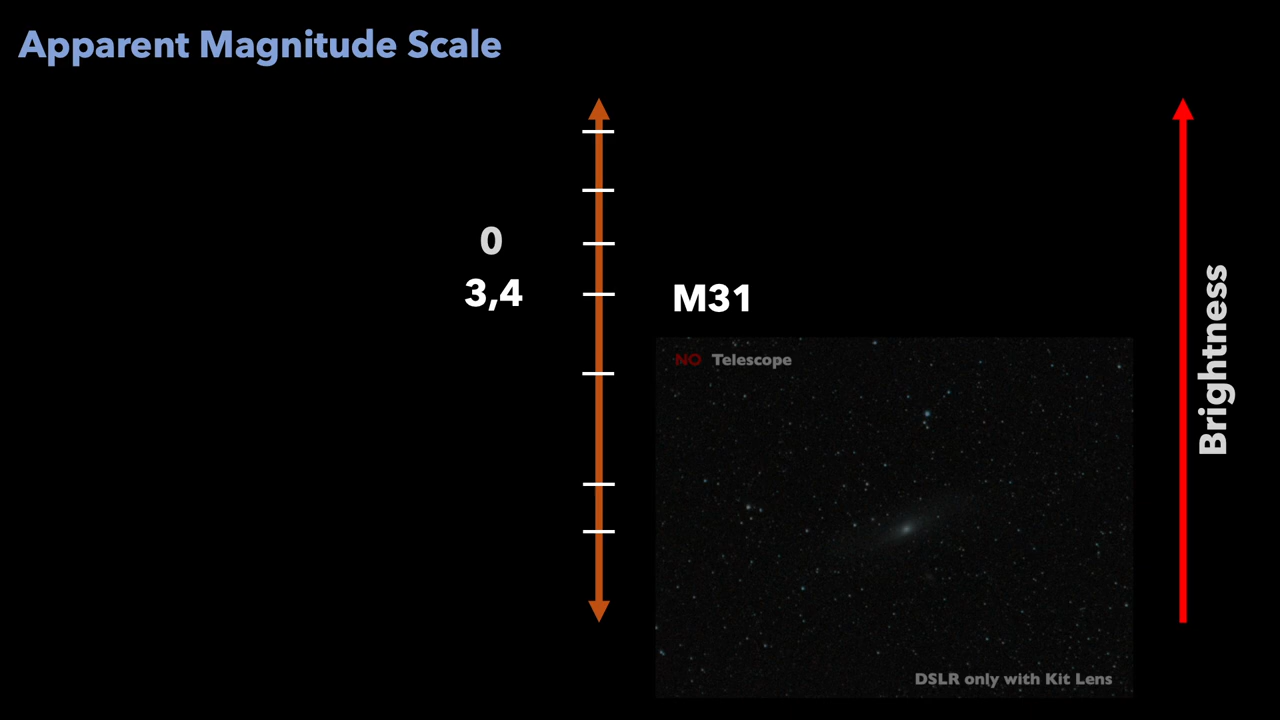 Apparent Magnitude Scale
0
3,4
M31
NO Telescope
Brightness
DSLR only with Kit Lens